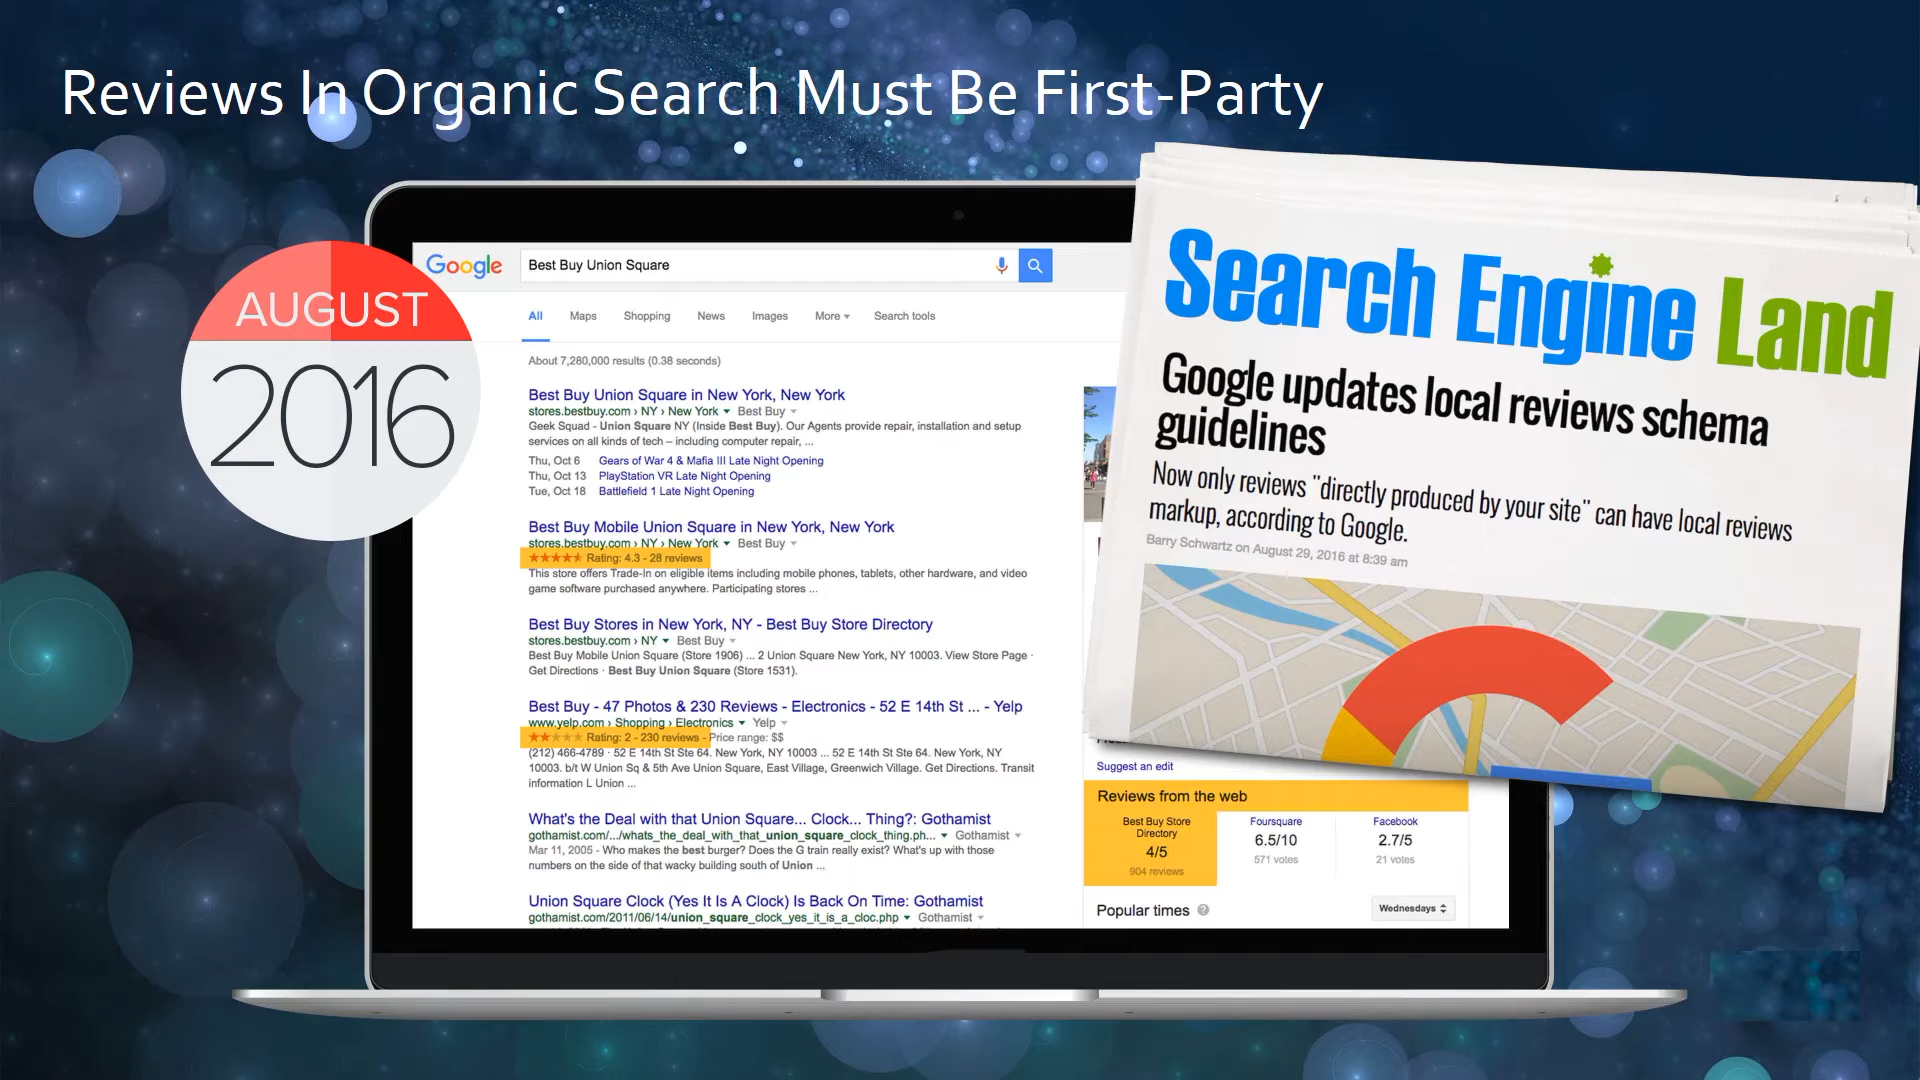 Reviews In Organic Search Must Be First-Party
AUGUST
2016
Google
Best Buy Union Square
All Maps Shopping News Images More Search tools
About 7,280,000 results (0.38 seconds)
Best Buy Union Square in New York, New York
stores.bestbuy.com › NY › New York Best Buy
Geek Squad - Union Square NY (Inside Best Buy). Our Agents provide repair, installation and setup
services on all kinds of tech – including computer repair, ...
Thu, Oct 6 Gears of War 4 & Mafia III Late Night Opening
Thu, Oct 13 PlayStation VR Late Night Opening
Tue, Oct 18 Battlefield 1 Late Night Opening
Best Buy Mobile Union Square in New York, New York
stores.bestbuy.com › NY › New York Best Buy
★★★★★ Rating: 4.3 - 28 reviews
This store offers Trade-In on eligible items including mobile phones, tablets, other hardware, and video
game software purchased anywhere. Participating stores ...
Best Buy Stores in New York, NY - Best Buy Store Directory
stores.bestbuy.com › NY Best Buy
Best Buy Mobile Union Square (Store 1906) ... 2 Union Square New York, NY 10003. View Store Page ·
Get Directions · Best Buy Union Square (Store 1531).
Best Buy - 47 Photos & 230 Reviews - Electronics - 52 E 14th St ... - Yelp
www.yelp.com › Shopping › Electronics Yelp
★★★★★ Rating: 2 - 230 reviews - Price range: $$
(212) 466-4789 · 52 E 14th St Ste 64. New York, NY 10003 ... 52 E 14th St Ste 64. New York, NY
10003. b/t W Union Sq & 5th Ave Union Square, East Village, Greenwich Village. Get Directions. Transit
information L Union ...
What's the Deal with that Union Square... Clock... Thing?: Gothamist
gothamist.com/.../whats_the_deal_with_that_union_square_clock_thing.ph... Gothamist
Mar 11, 2005 - Who makes the best burger? Does the G train really exist? What's up with those
numbers on the side of that wacky building south of Union ...
Union Square Clock (Yes It Is A Clock) Is Back On Time: Gothamist
gothamist.com/2011/06/14/union_square_clock_yes_it_is_a_cloc.php Gothamist
Search Engine Land
Google updates local reviews schema
guidelines
Now only reviews "directly produced by your site" can have local reviews
markup, according to Google.
Barry Schwartz on August 29, 2016 at 8:39 am
Suggest an edit
Reviews from the web
Best Buy Store
Directory
4/5
904 reviews
Foursquare
6.5/10
571 votes
Facebook
2.7/5
21 votes
Popular times
Wednesdays